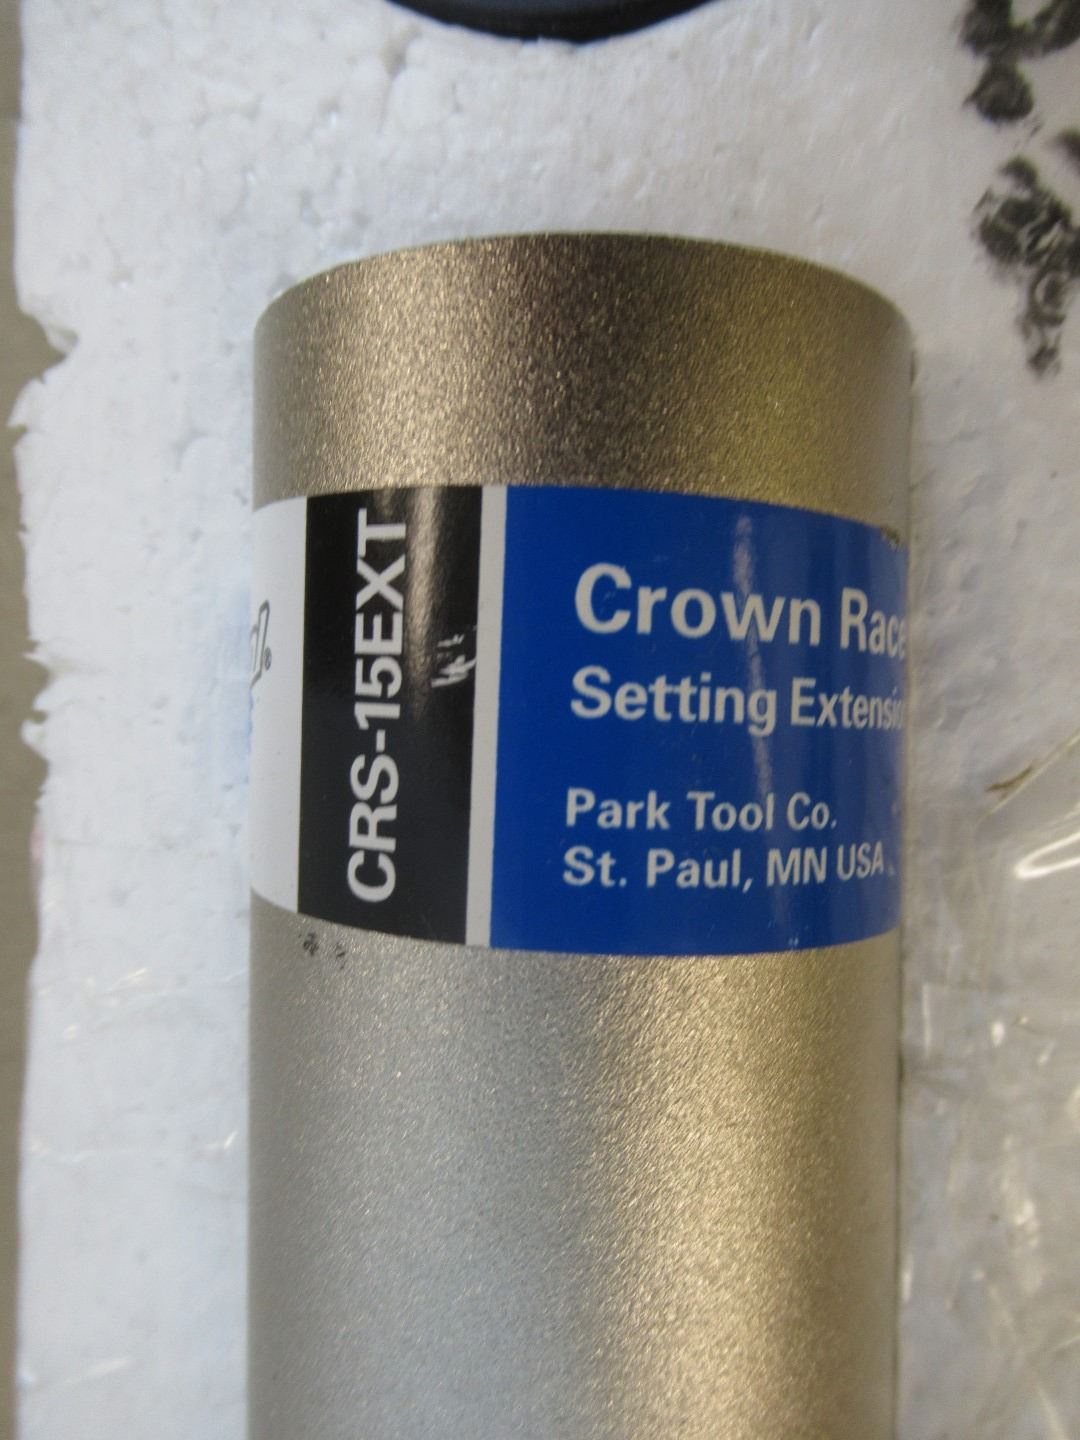 CRS-15EXT
Crown Race
Setting Extensio
Park Tool Co.
St. Paul, MN USA